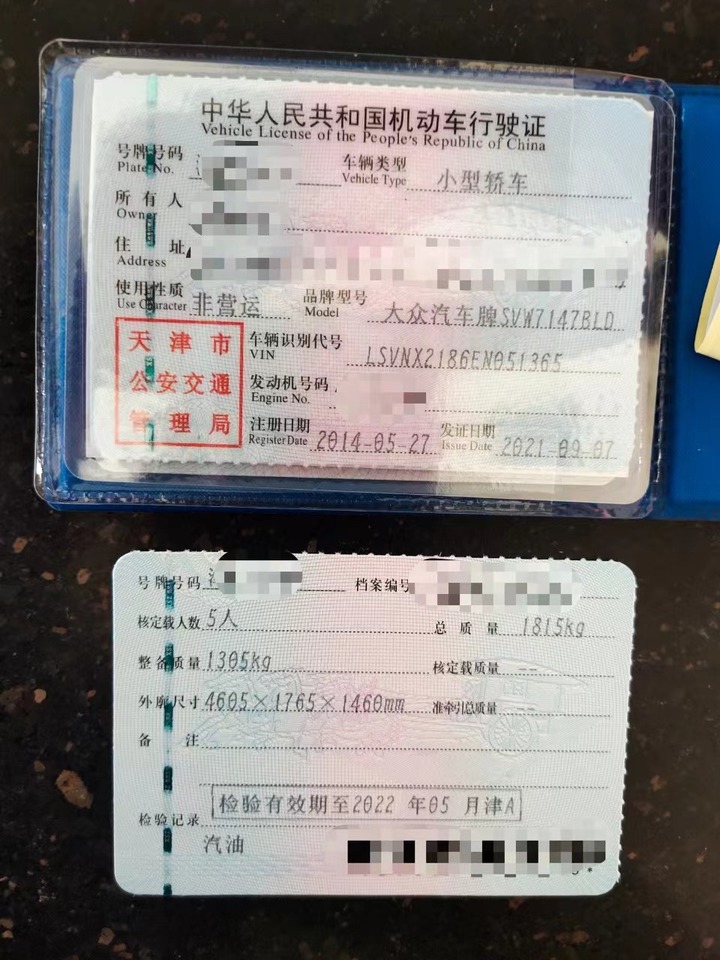 中华人民共和国机动车行驶证
Vehicle License of the People's Republic of China
号牌号码
Plate No.
车辆类型 小型轿车
Vehicle Type
所有人
Owner
住址
Address
使用性质 非营运
Use Character
品牌型号 大众汽车牌SVW7147BLD
Model
天津市
公安交通
管理局
车辆识别代号 LSVNX2186EN051365
VIN
发动机号码
Engine No.
注册日期 2014-05-27
Register Date
发证日期 2021-09-07
Issue Date
号牌号码 档案编号
核定载人数 5人 总质量 1815kg
整备质量 1305kg 核定载质量 --
外廓尺寸 4605×1765×1460mm 准牵引总质量 --
备注
检验记录 检验有效期至2022 年05 月津A
汽油